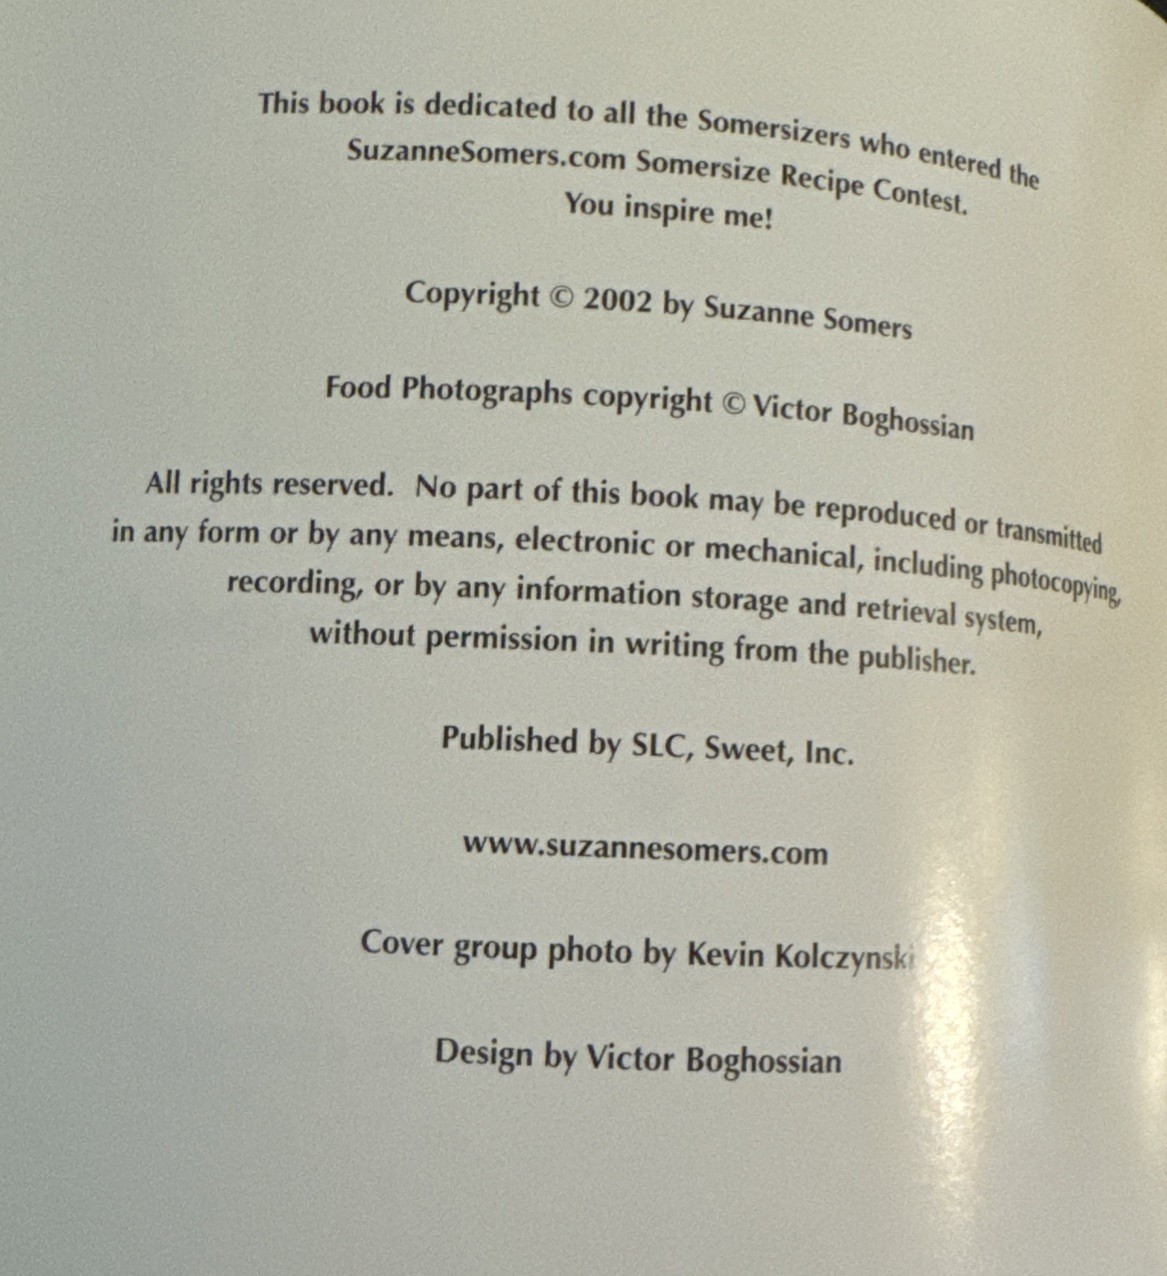 This book is dedicated to all the Somersizers who entered the
SuzanneSomers.com Somersize Recipe Contest.
You inspire me!
Copyright © 2002 by Suzanne Somers
Food Photographs copyright © Victor Boghossian
All rights reserved. No part of this book may be reproduced or transmitted
in any form or by any means, electronic or mechanical, including photocopying,
recording, or by any information storage and retrieval system,
without permission in writing from the publisher.
Published by SLC, Sweet, Inc.
www.suzannesomers.com
Cover group photo by Kevin Kolczynski
Design by Victor Boghossian